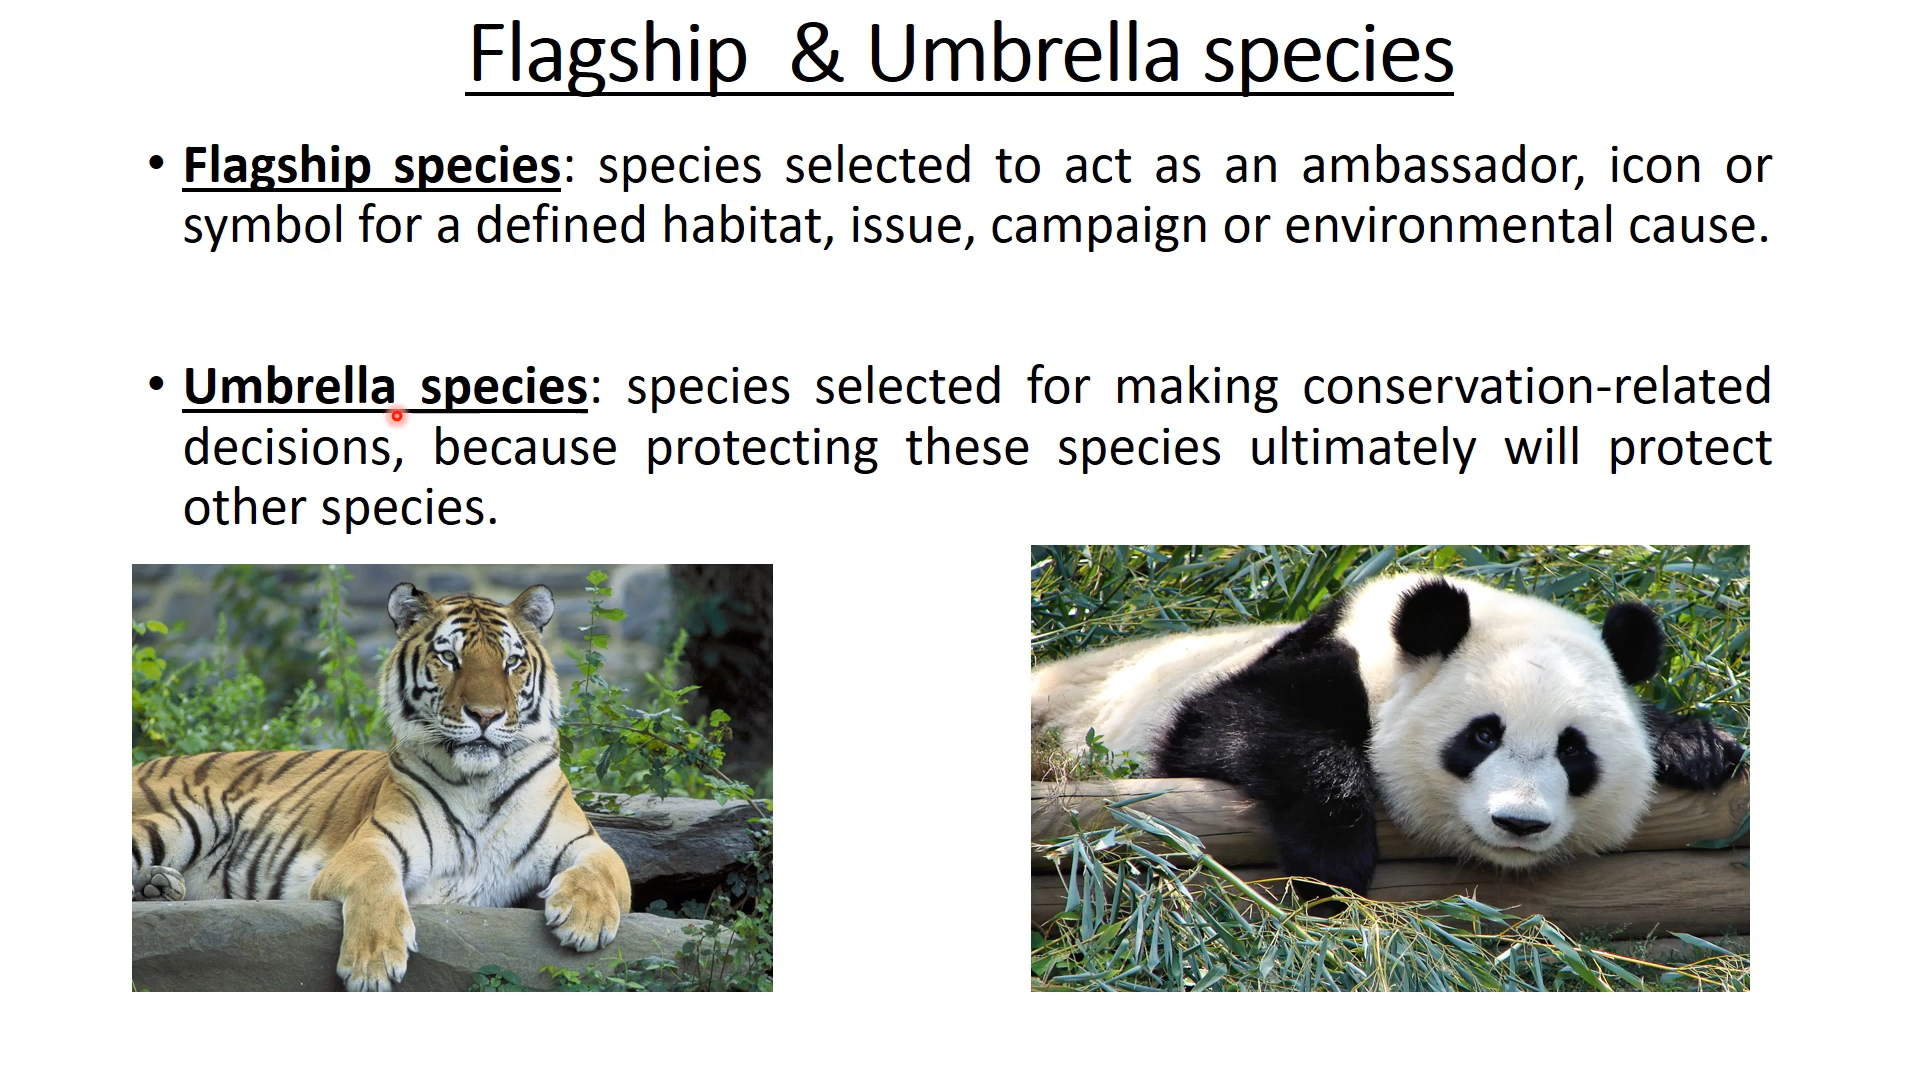 Flagship & Umbrella species
• Flagship species: species selected to act as an ambassador, icon or
symbol for a defined habitat, issue, campaign or environmental cause.
• Umbrella species: species selected for making conservation-related
decisions, because protecting these species ultimately will protect
other species.